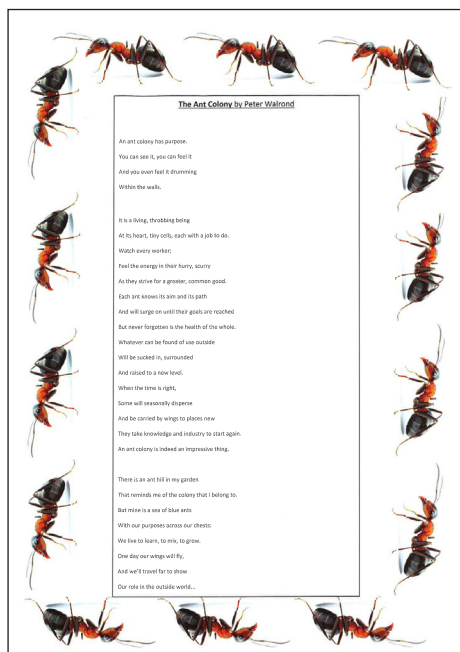 The Ant Colony by Peter Walrond
An ant colony has purpose.
You can see it, you can feel it
And you even feel it drumming
Within the walls.
It is a living, throbbing being
At its heart, tiny cells, each with a job to do.
Watch every worker;
Feel the energy in their hurry, scurry
As they strive for a greater, common good.
Each ant knows its aim and its path
And will surge on until their goals are reached
But never forgotten is the health of the whole.
Whatever can be found of use outside
Will be sucked in, surrounded
And raised to a new level.
When the time is right,
Some will seasonally disperse
And be carried by wings to places new
They take knowledge and industry to start again.
An ant colony is indeed an impressive thing.
There is an ant hill in my garden
That reminds me of the colony that I belong to.
But mine is a sea of blue ants
With our purposes across our chests:
We live to learn, to mix, to grow.
One day our wings will fly,
And we'll travel far to show
Our role in the outside world...